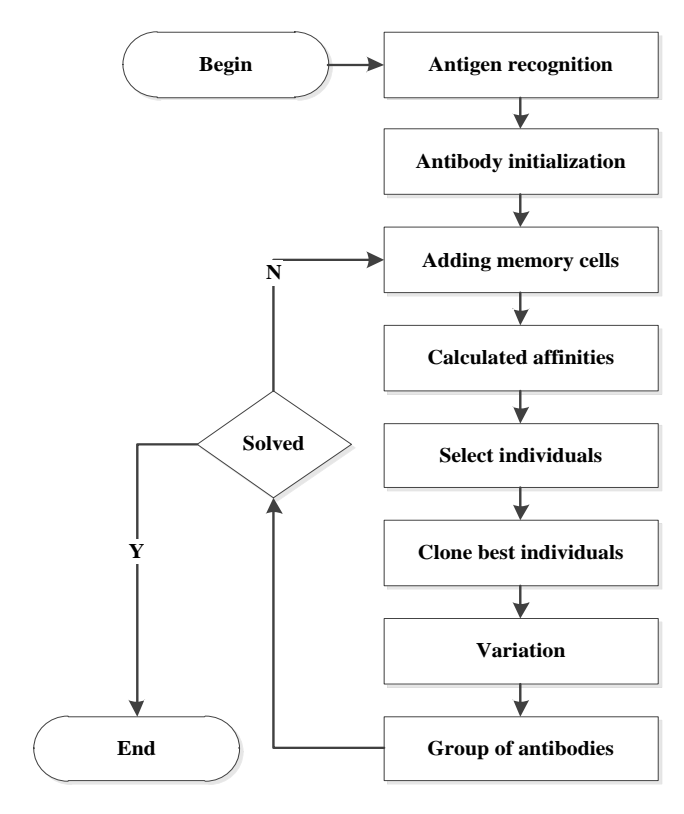 Begin
Antigen recognition
Antibody initialization
Adding memory cells
N
Calculated affinities
Solved
Select individuals
Clone best individuals
Y
Variation
Group of antibodies
End